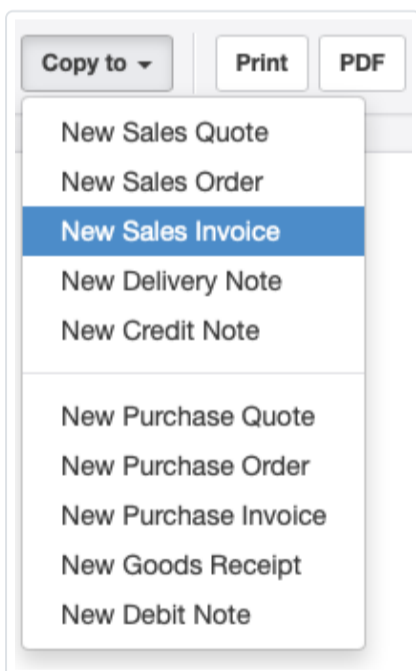 Copy to
Print
PDF
New Sales Quote
New Sales Order
New Sales Invoice
New Delivery Note
New Credit Note
New Purchase Quote
New Purchase Order
New Purchase Invoice
New Goods Receipt
New Debit Note